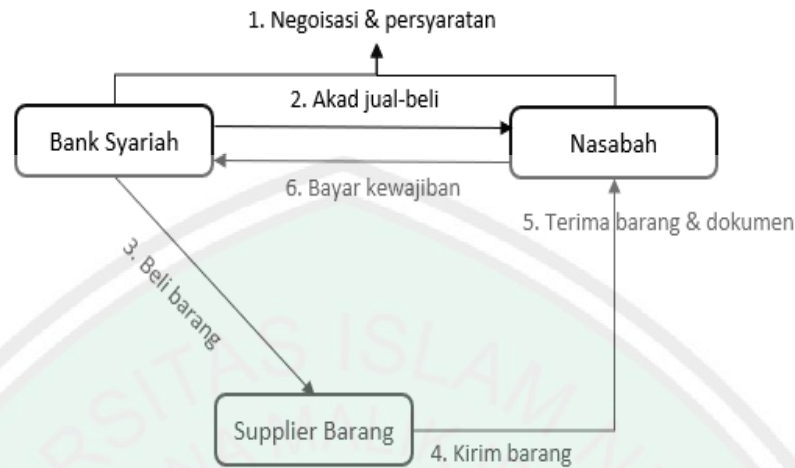 1. Negoisasi & persyaratan
2. Akad jual-beli
Bank Syariah
Nasabah
6. Bayar kewajiban
5. Terima barang & dokumen
3. Beli barang
Supplier Barang
4. Kirim barang